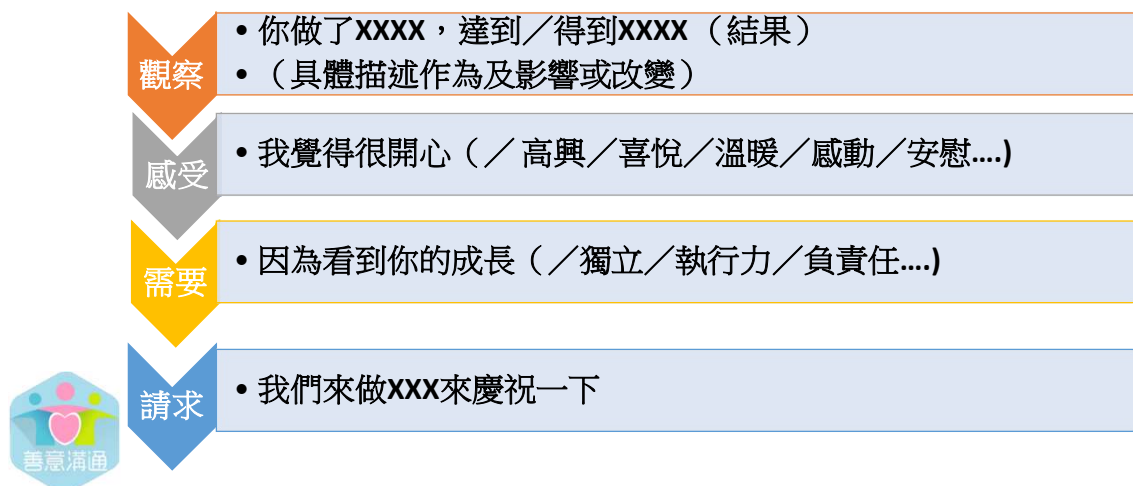 觀察
• 你做了XXXX，達到／得到XXXX （結果）
• （具體描述作為及影響或改變）
感受
• 我覺得很開心（／ 高興／喜悅／溫暖／感動／安慰....)
需要
• 因為看到你的成長（／獨立／執行力／負責任....)
請求
• 我們來做XXX來慶祝一下
善意溝通